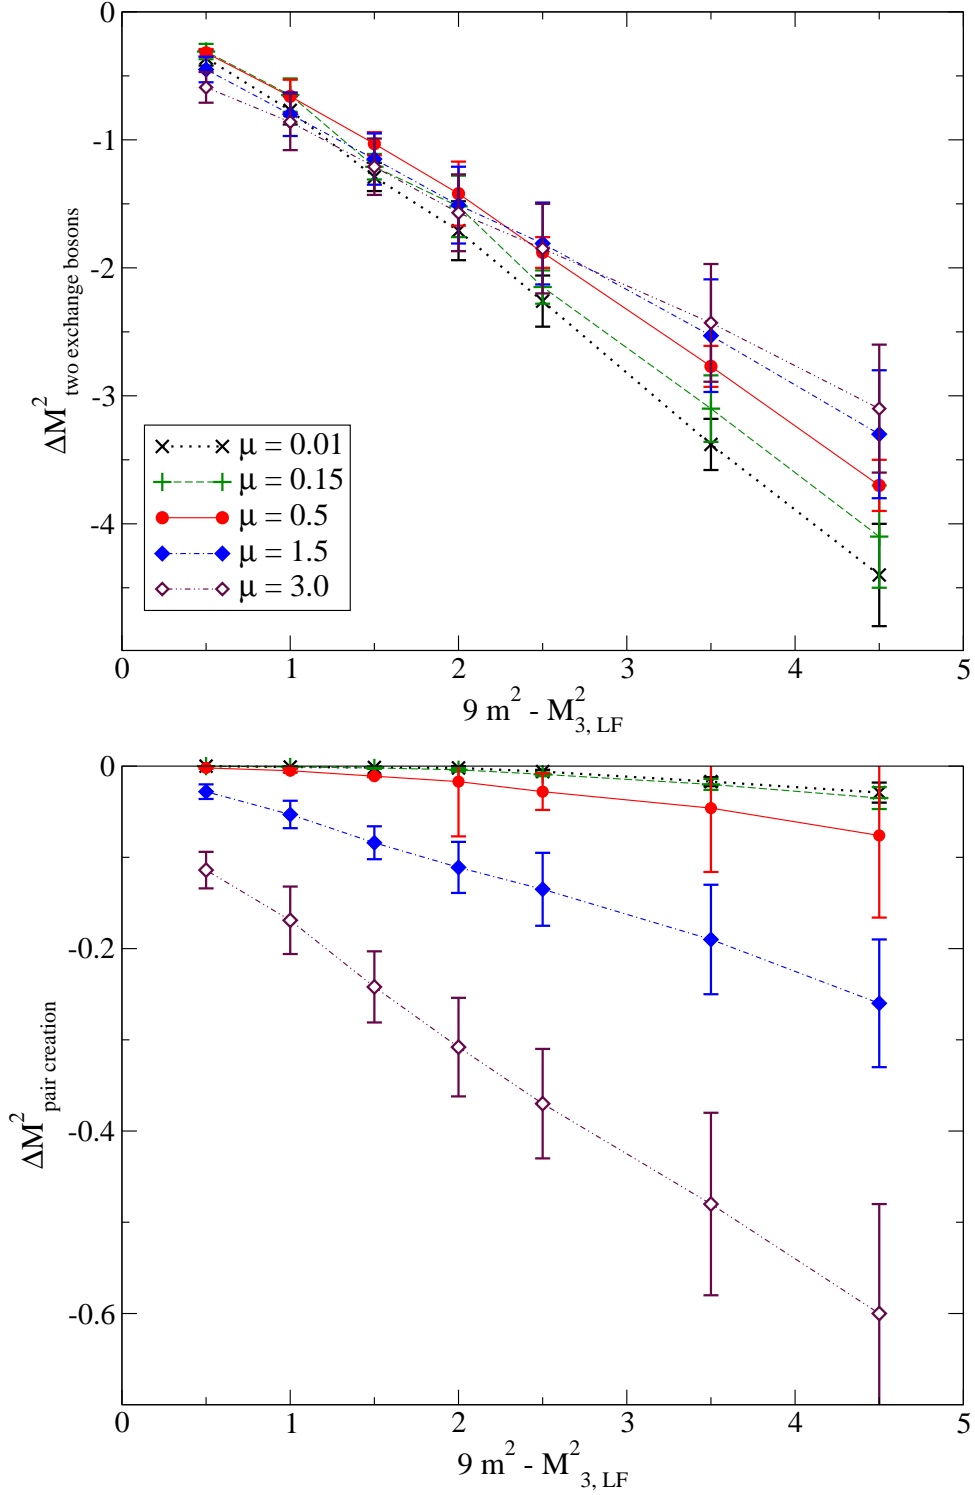 0
-1
-2
-3
-4
ΔM²two exchange bosons
μ = 0.01
μ = 0.15
μ = 0.5
μ = 1.5
μ = 3.0
0 1 2 3 4 5
9 m² - M²3, LF
0
-0.2
-0.4
-0.6
ΔM²pair creation
0 1 2 3 4 5
9 m² - M²3, LF